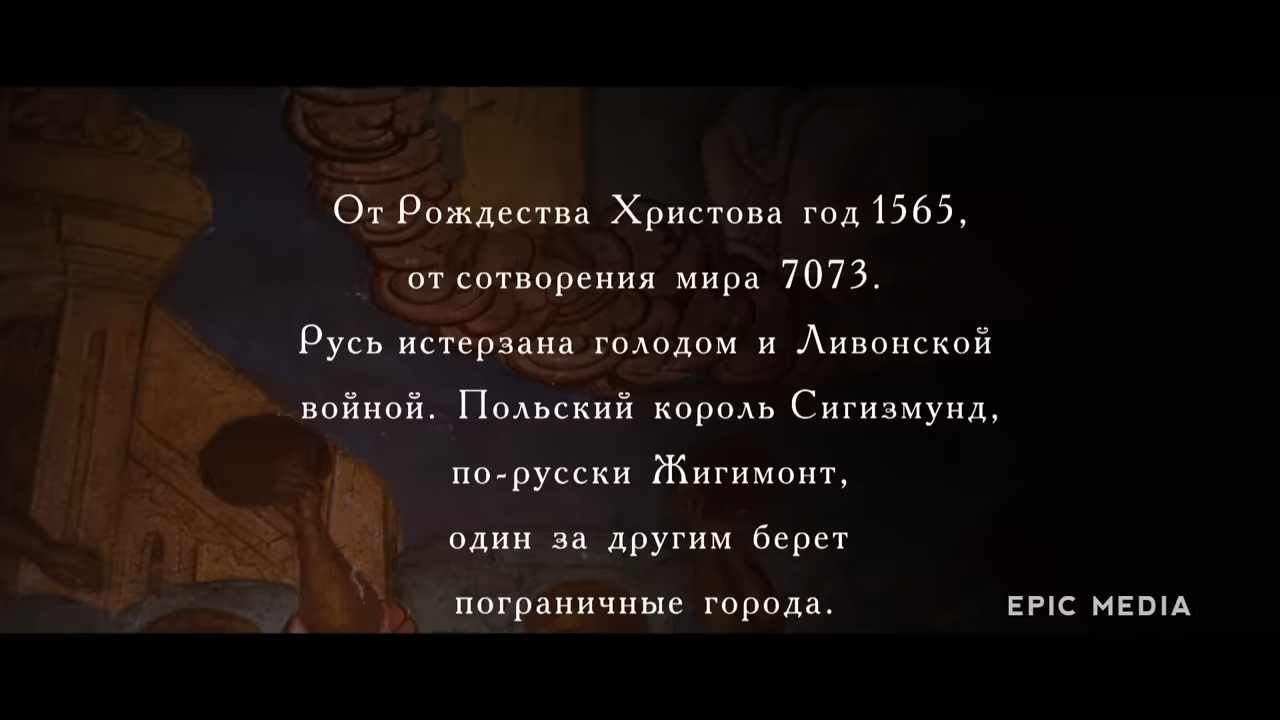 От Рождества Христова год 1565,
от сотворения мира 7073.
Русь истерзана голодом и Ливонской
войной. Польский король Сигизмунд,
по-русски Жигимонт,
один за другим берет
пограничные города.
EPIC MEDIA